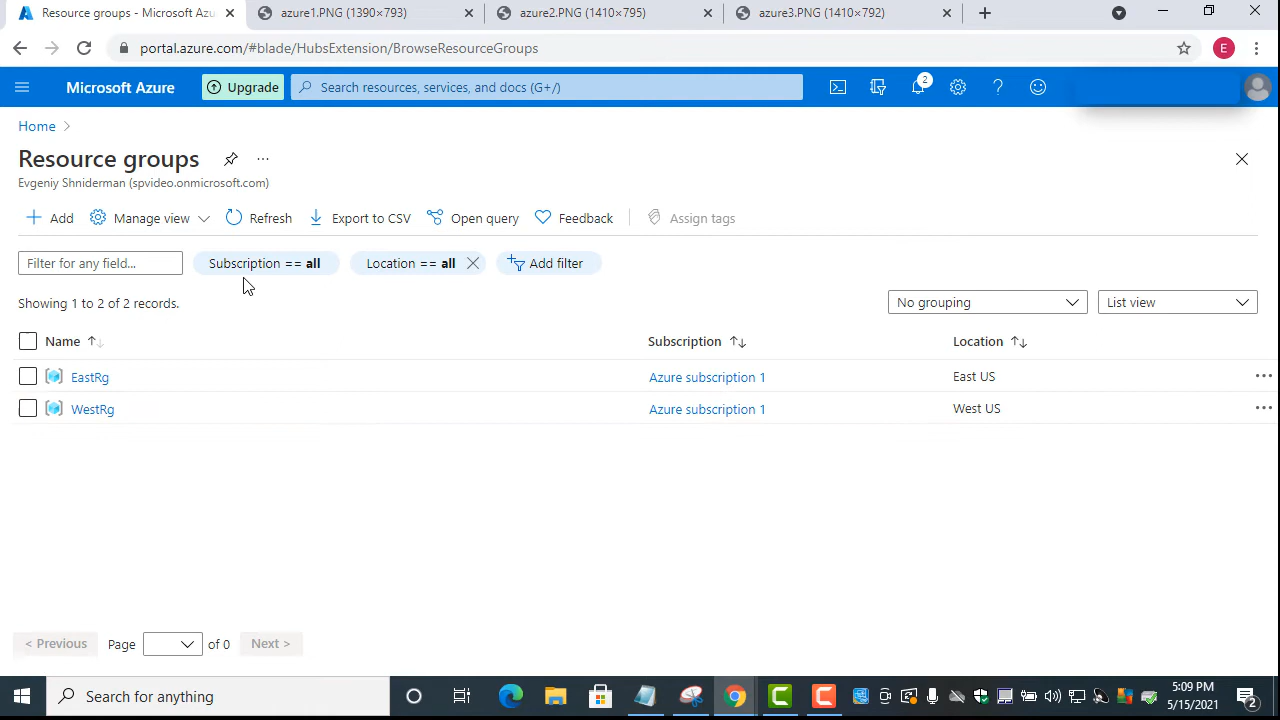 Resource groups - Microsoft Azu
azure1.PNG (1390×793)
azure2.PNG (1410×795)
azure3.PNG (1410×792)
portal.azure.com/#blade/HubsExtension/BrowseResourceGroups
E
Microsoft Azure
Upgrade
Search resources, services, and docs (G+/)
2
Home
Resource groups
Evgeniy Shniderman (spvideo.onmicrosoft.com)
Add
Manage view
Refresh
Export to CSV
Open query
Feedback
Assign tags
Filter for any field...
Subscription == all
Location == all
Add filter
Showing 1 to 2 of 2 records.
No grouping
List view
Name
Subscription
Location
EastRg
Azure subscription 1
East US
WestRg
Azure subscription 1
West US
< Previous
Page
of 0
Next >
Search for anything
5:09 PM
5/15/2021
2